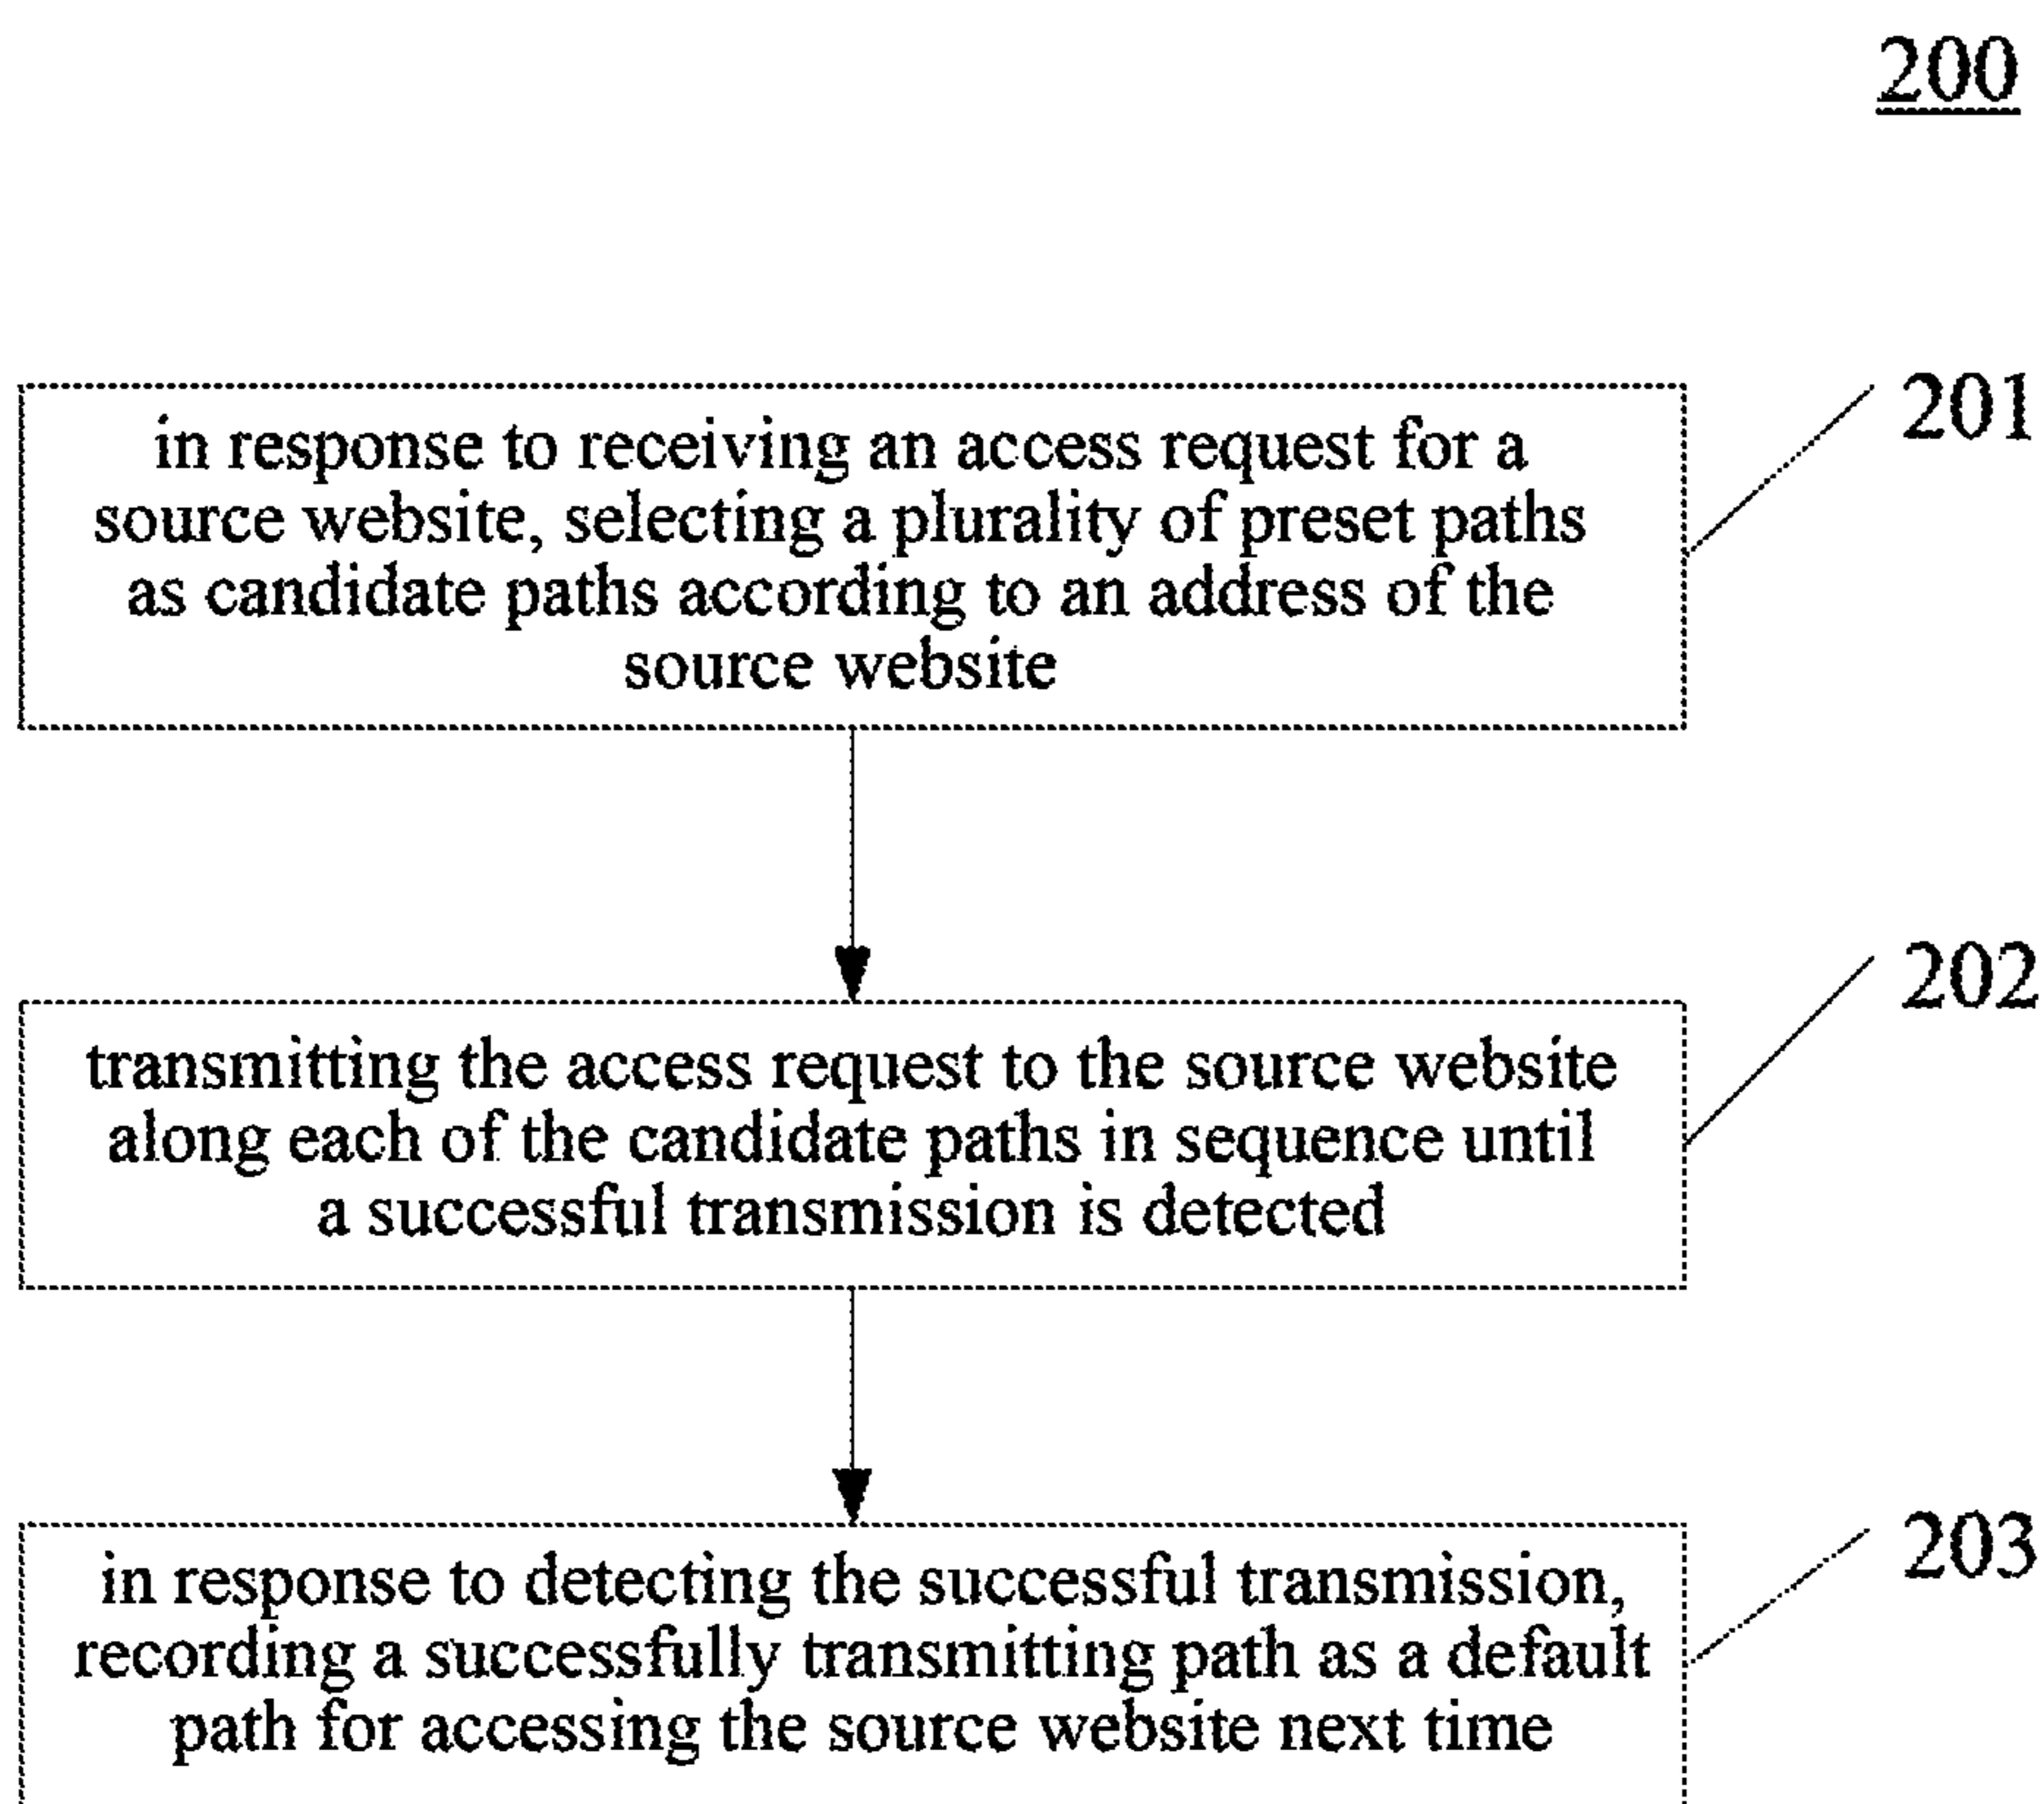 200
in response to receiving an access request for a
source website, selecting a plurality of preset paths
as candidate paths according to an address of the
source website
201
transmitting the access request to the source website
along each of the candidate paths in sequence until
a successful transmission is detected
202
in response to detecting the successful transmission,
recording a successfully transmitting path as a default
path for accessing the source website next time
203